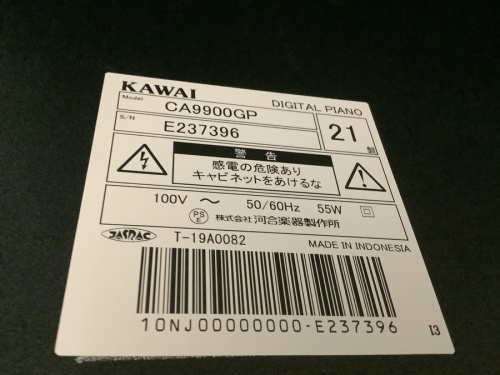 KAWAI
DIGITAL PIANO
Model CA9900GP
S/N E237396
21 製
警告
感電の危険あり
キャビネットをあけるな
100V ～ 50/60Hz 55W
PSE 株式会社 河合楽器製作所
JASRAC T-19A0082 MADE IN INDONESIA
10NJ00000000-E237396
I3